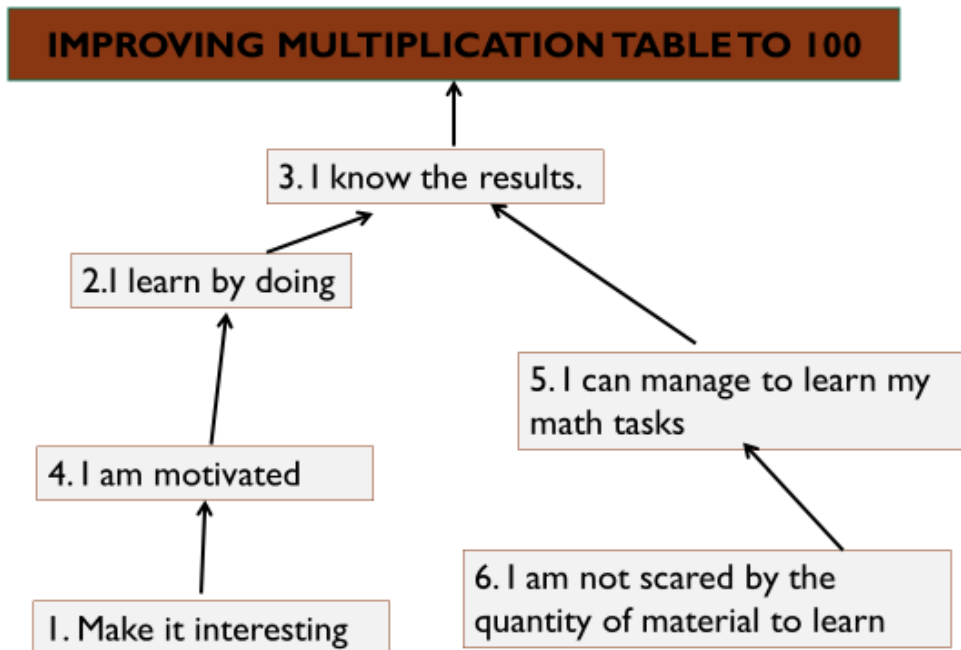 IMPROVING MULTIPLICATION TABLE TO 100
3. I know the results.
2.I learn by doing
5. I can manage to learn my
math tasks
4. I am motivated
6. I am not scared by the
quantity of material to learn
1. Make it interesting